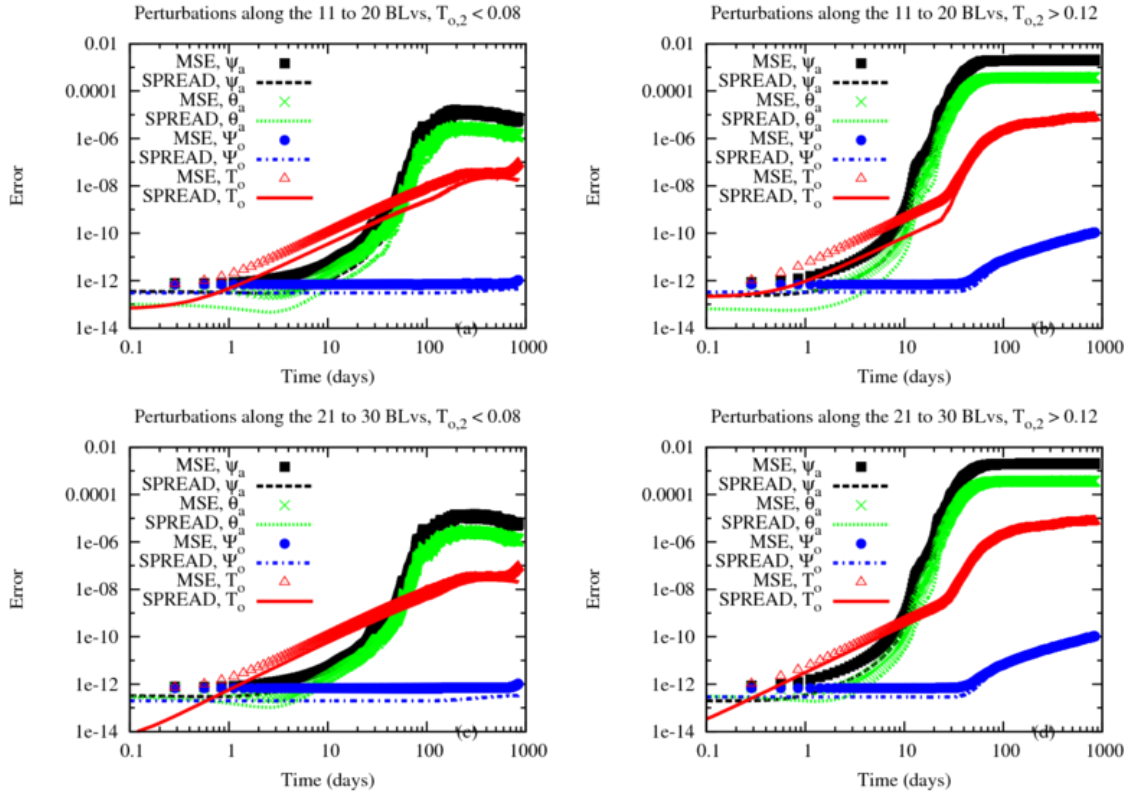 Perturbations along the 11 to 20 BLvs, T_{o,2} < 0.08
0.01
0.0001
1e-06
1e-08
1e-10
1e-12
1e-14
Error
MSE, ψ_a
SPREAD, ψ_a
MSE, θ_a
SPREAD, θ_a
MSE, Ψ_o
SPREAD, Ψ_o
MSE, T_o
SPREAD, T_o
(a)
0.1 1 10 100 1000
Time (days)
Perturbations along the 11 to 20 BLvs, T_{o,2} > 0.12
0.01
0.0001
1e-06
1e-08
1e-10
1e-12
1e-14
Error
MSE, ψ_a
SPREAD, ψ_a
MSE, θ_a
SPREAD, θ_a
MSE, Ψ_o
SPREAD, Ψ_o
MSE, T_o
SPREAD, T_o
(b)
0.1 1 10 100 1000
Time (days)
Perturbations along the 21 to 30 BLvs, T_{o,2} < 0.08
0.01
0.0001
1e-06
1e-08
1e-10
1e-12
1e-14
Error
MSE, ψ_a
SPREAD, ψ_a
MSE, θ_a
SPREAD, θ_a
MSE, Ψ_o
SPREAD, Ψ_o
MSE, T_o
SPREAD, T_o
(c)
0.1 1 10 100 1000
Time (days)
Perturbations along the 21 to 30 BLvs, T_{o,2} > 0.12
0.01
0.0001
1e-06
1e-08
1e-10
1e-12
1e-14
Error
MSE, ψ_a
SPREAD, ψ_a
MSE, θ_a
SPREAD, θ_a
MSE, Ψ_o
SPREAD, Ψ_o
MSE, T_o
SPREAD, T_o
(d)
0.1 1 10 100 1000
Time (days)